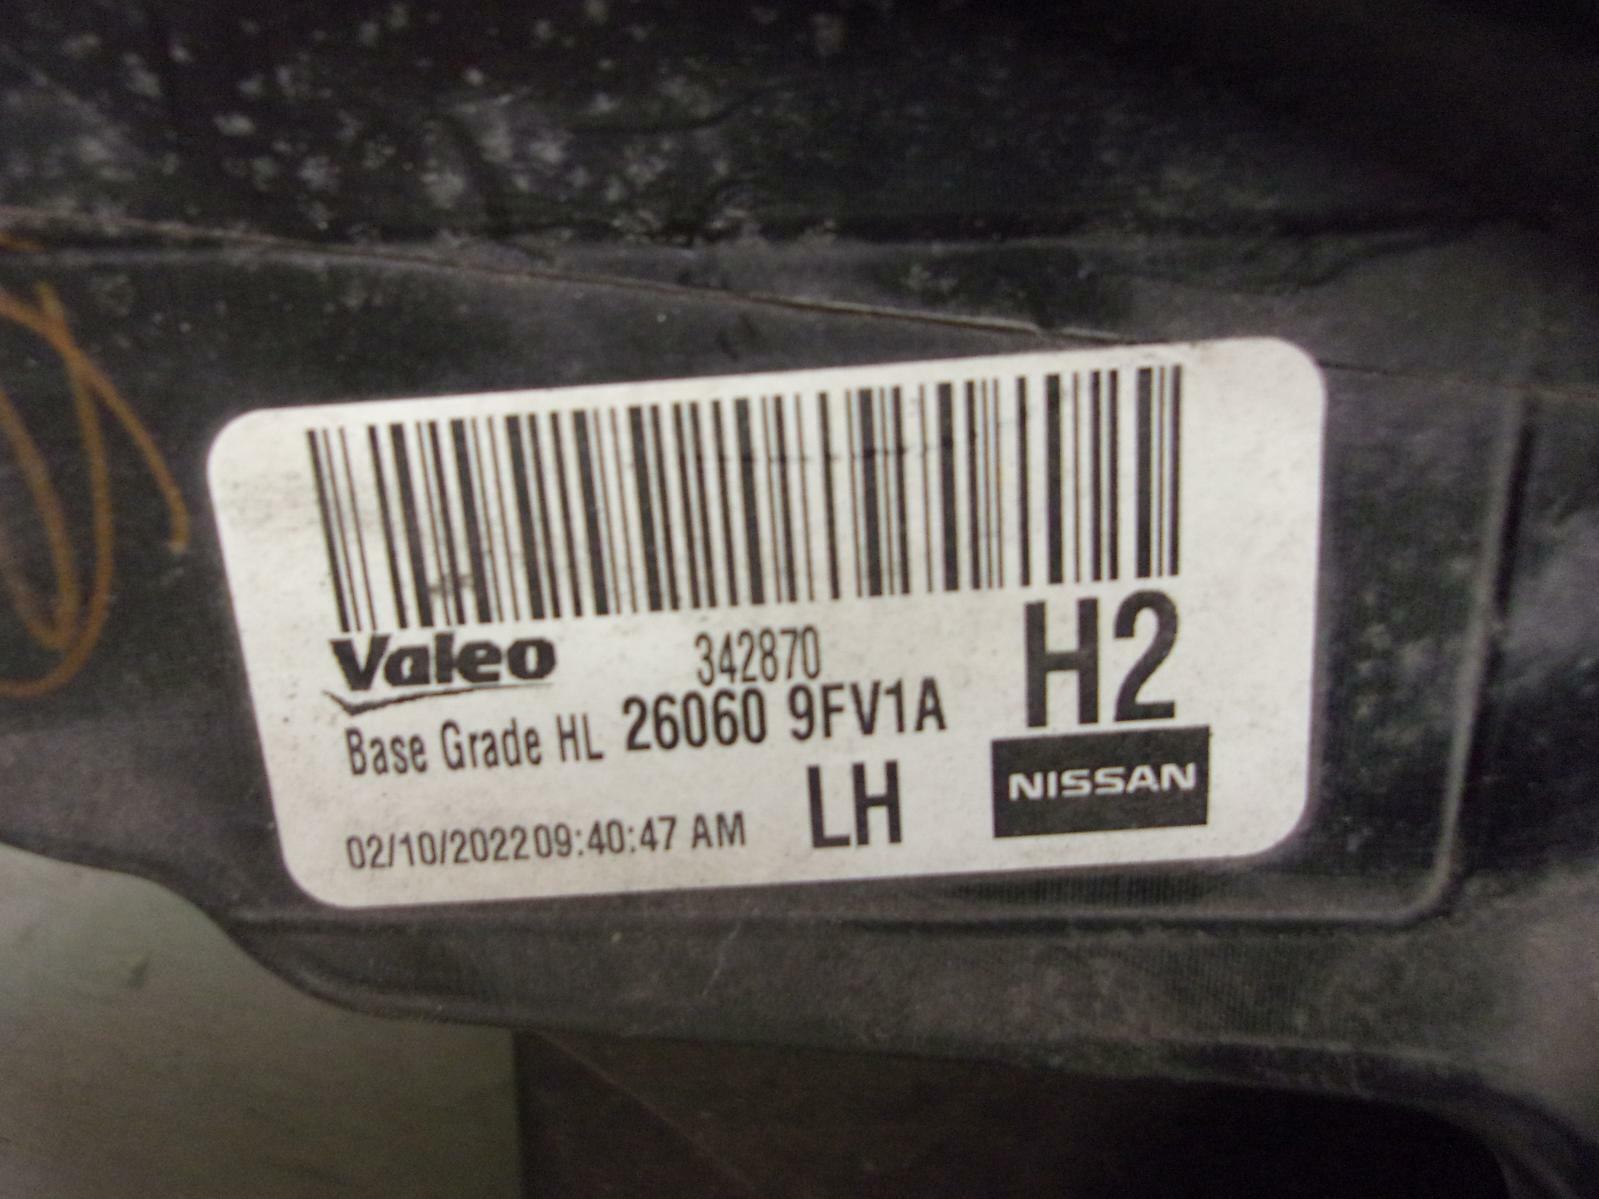 Valeo 342870 H2
Base Grade HL 26060 9FV1A
02/10/202209:40:47 AM LH NISSAN